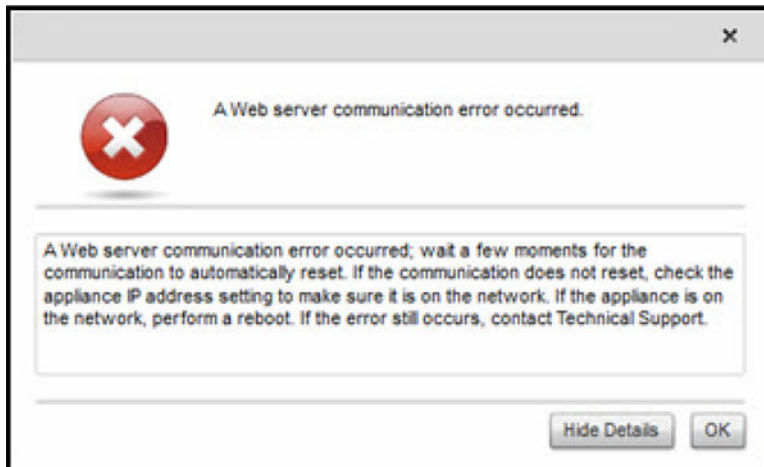 A Web server communication error occurred.
A Web server communication error occurred; wait a few moments for the
communication to automatically reset. If the communication does not reset, check the
appliance IP address setting to make sure it is on the network. If the appliance is on
the network, perform a reboot. If the error still occurs, contact Technical Support.
Hide Details OK